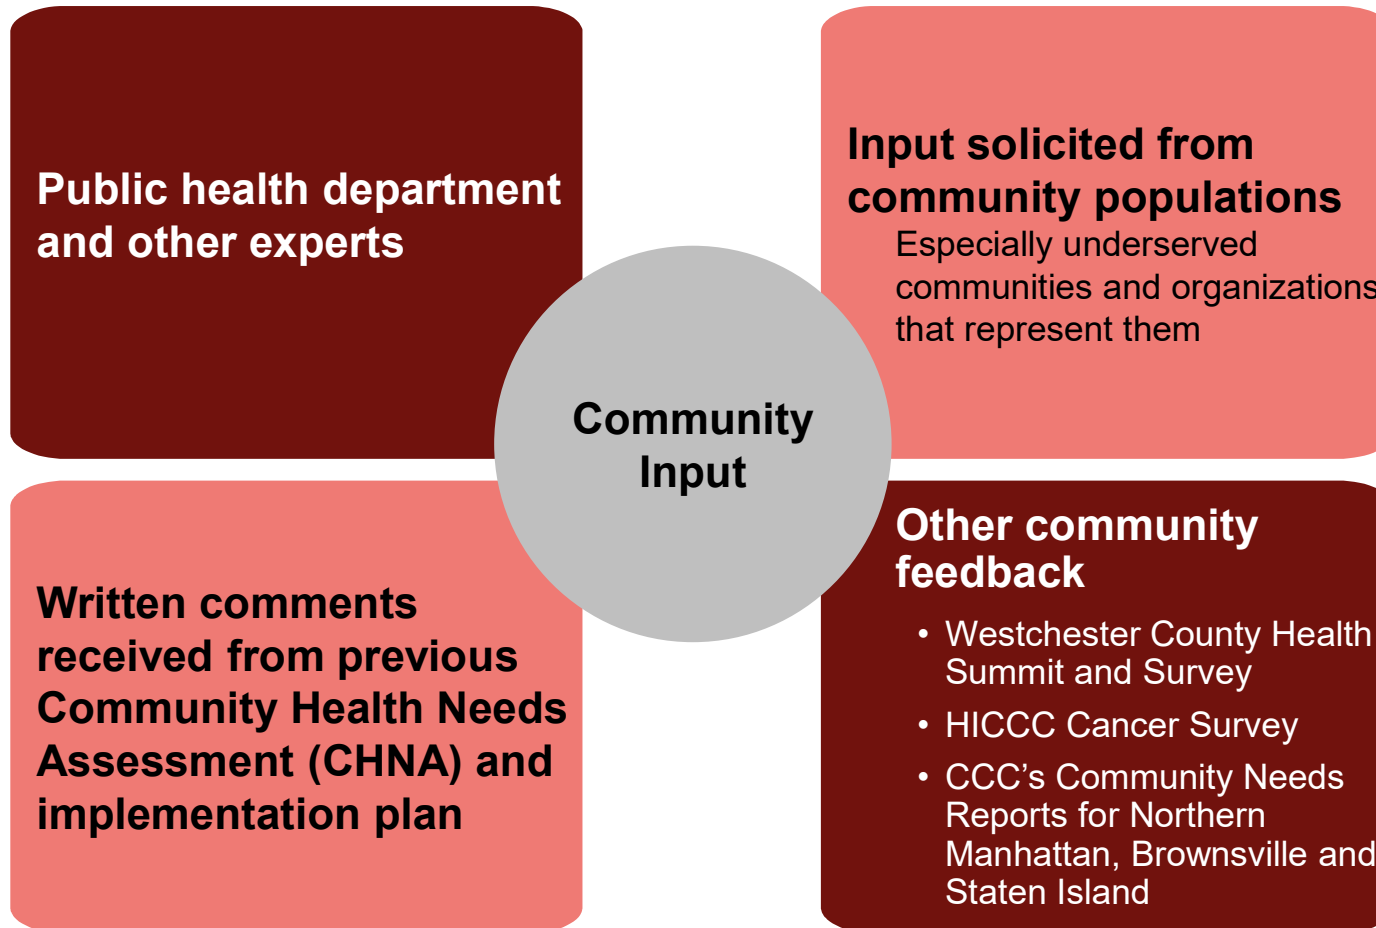 Public health department
and other experts
Input solicited from
community populations
Especially underserved
communities and organizations
that represent them
Community
Input
Written comments
received from previous
Community Health Needs
Assessment (CHNA) and
implementation plan
Other community
feedback
• Westchester County Health
Summit and Survey
• HICCC Cancer Survey
• CCC’s Community Needs
Reports for Northern
Manhattan, Brownsville and
Staten Island